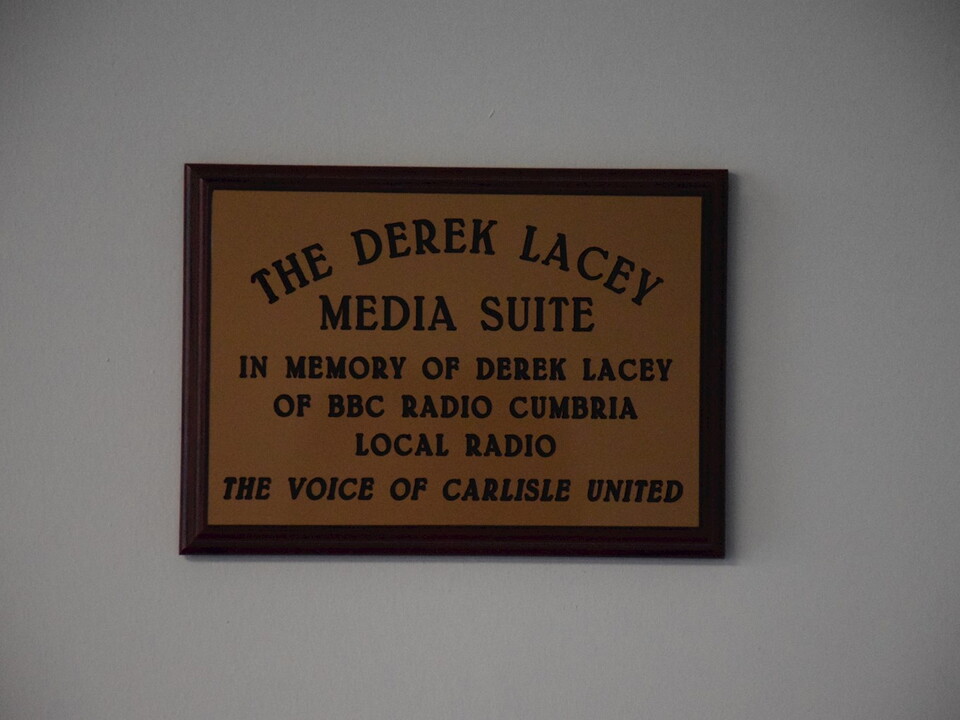 THE DEREK LACEY
MEDIA SUITE
IN MEMORY OF DEREK LACEY
OF BBC RADIO CUMBRIA
LOCAL RADIO
THE VOICE OF CARLISLE UNITED